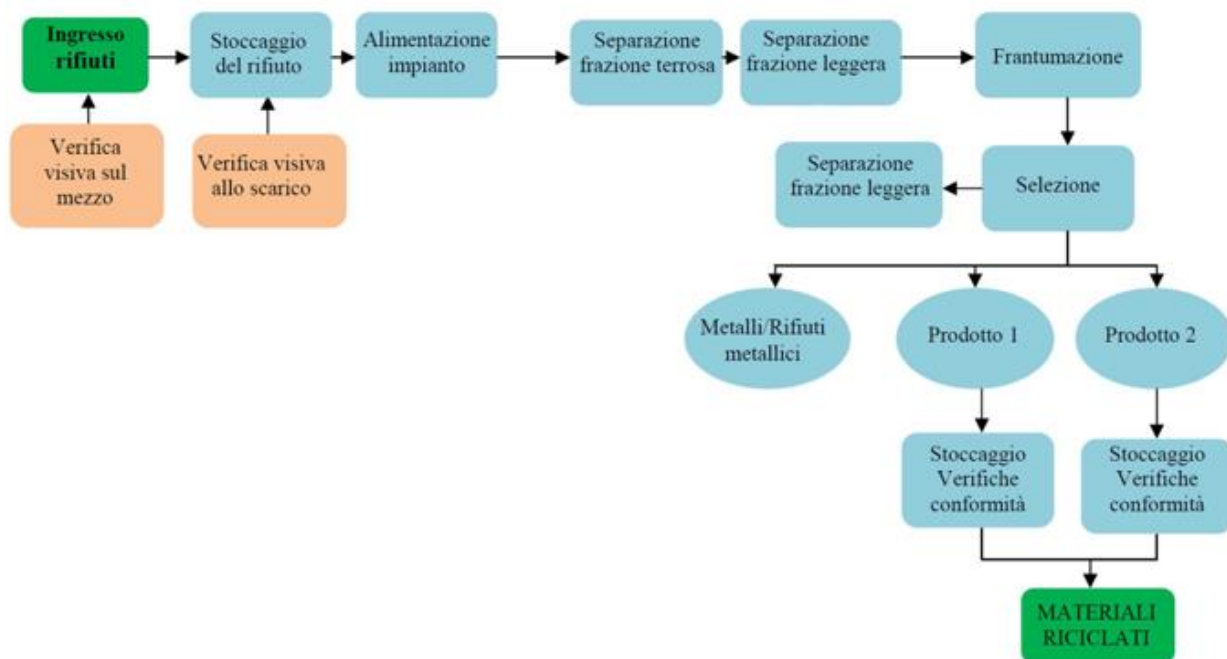 Ingresso
rifiuti
Stoccaggio
del rifiuto
Alimentazione
impianto
Separazione
frazione terrosa
Separazione
frazione leggera
Frantumazione
Verifica
visiva sul
mezzo
Verifica visiva
allo scarico
Separazione
frazione leggera
Selezione
Metalli/Rifiuti
metallici
Prodotto 1
Prodotto 2
Stoccaggio
Verifiche
conformità
Stoccaggio
Verifiche
conformità
MATERIALI
RICICLATI